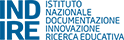 INDIRE
ISTITUTO
NAZIONALE
DOCUMENTAZIONE
INNOVAZIONE
RICERCA EDUCATIVA